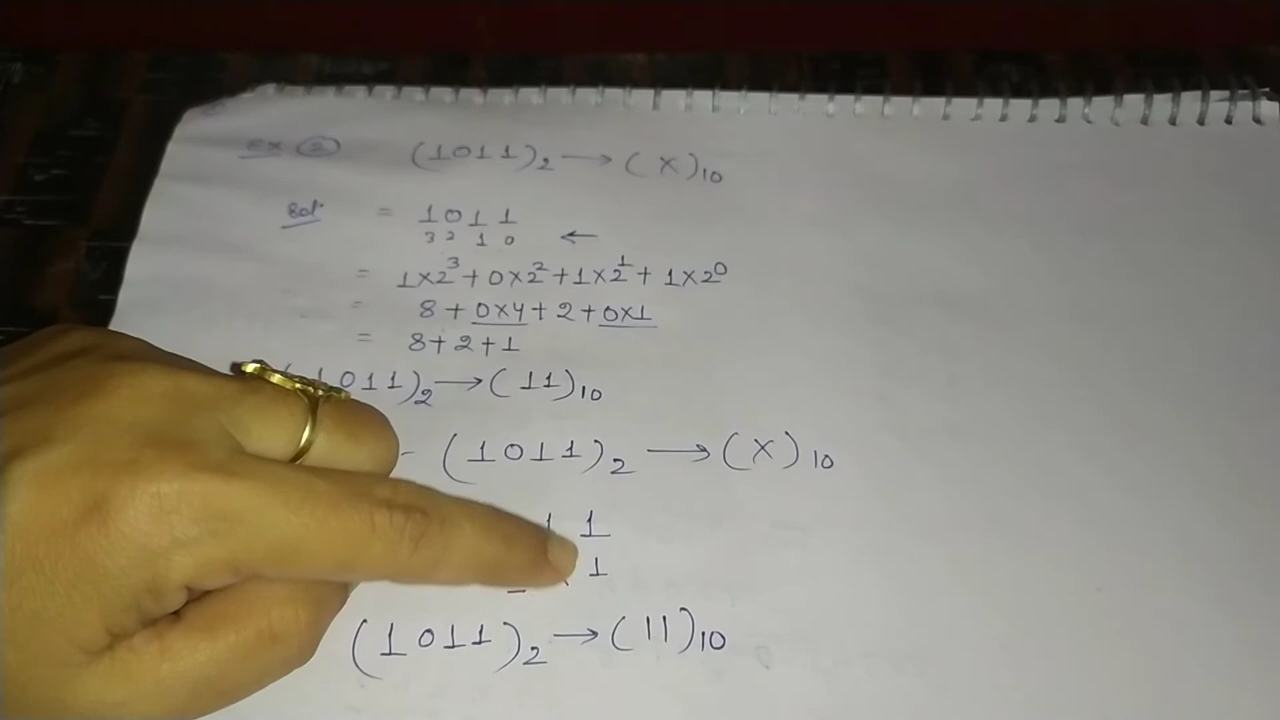 Ex ② (1011)₂ → (x)₁₀
Sol. = 1 0 1 1
3 2 1 0 ←
= 1×2³ + 0×2² + 1×2¹ + 1×2⁰
= 8 + 0×4 + 2 + 0×1
= 8 + 2 + 1
(1011)₂ → (11)₁₀
- (1011)₂ → (x)₁₀
1 1
1
(1011)₂ → (11)₁₀